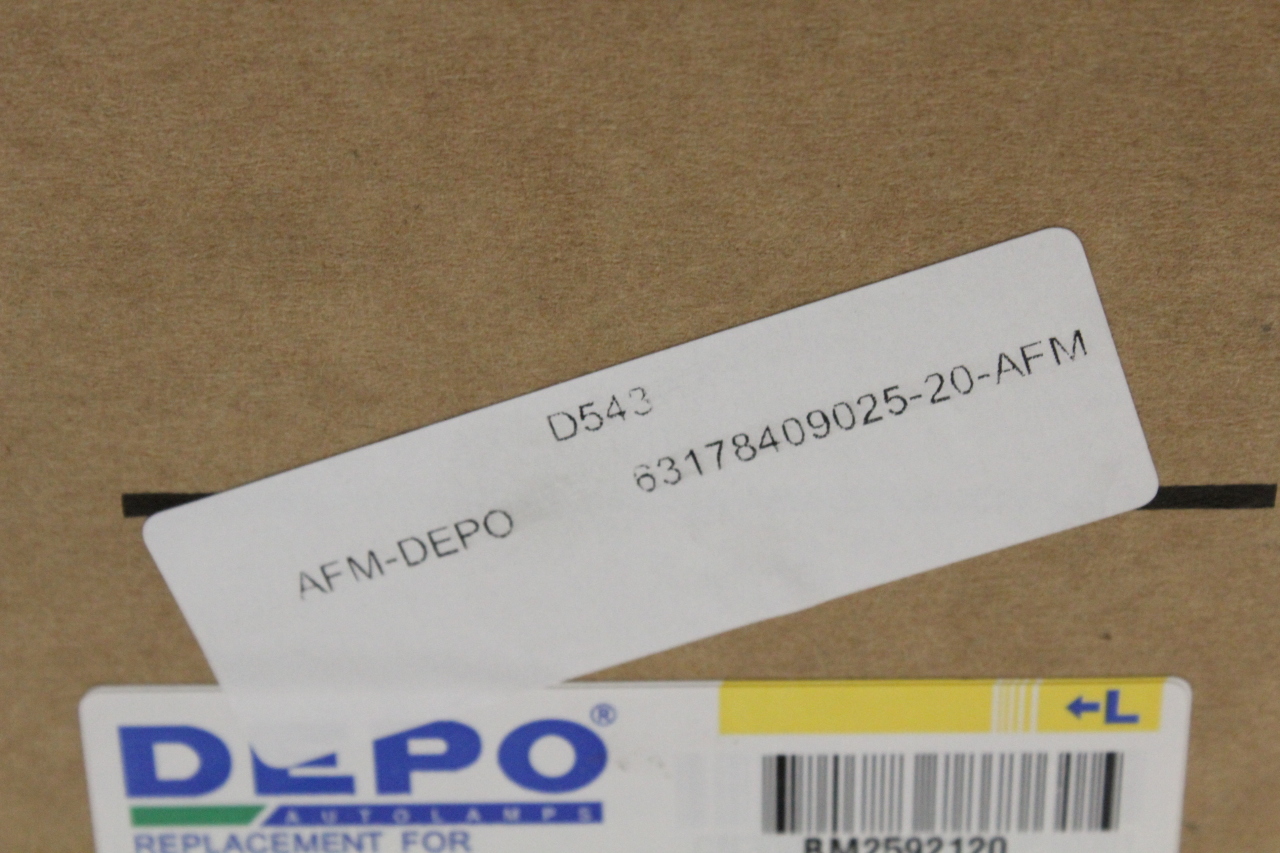 D543
63178409025-20-AFM
AFM-DEPO
DEPO®
AUTOLAMPS
REPLACEMENT FOR
L
BM2592120